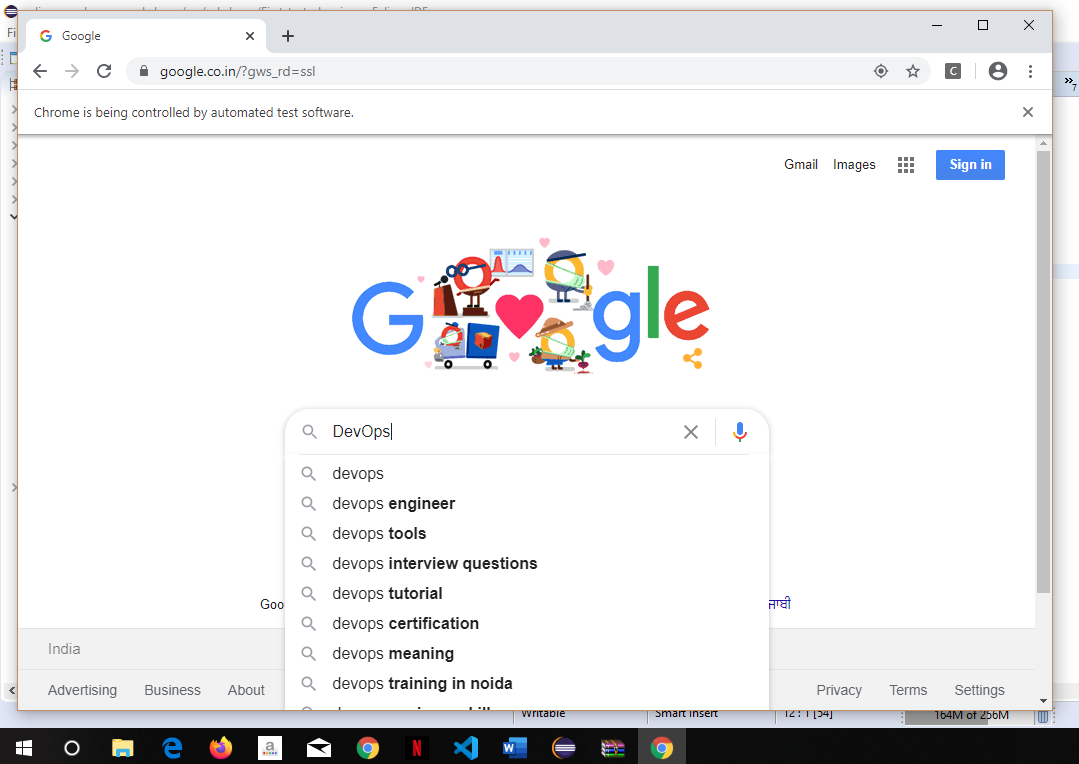 Fi
Google
google.co.in/?gws_rd=ssl
C
Chrome is being controlled by automated test software.
Gmail Images Sign in
Google
DevOps
devops
devops engineer
devops tools
devops interview questions
devops tutorial
devops certification
devops meaning
devops training in noida
Goo
India
Advertising Business About Privacy Terms Settings
Writable Smart Insert 12 : 1 [54] 164M of 256M